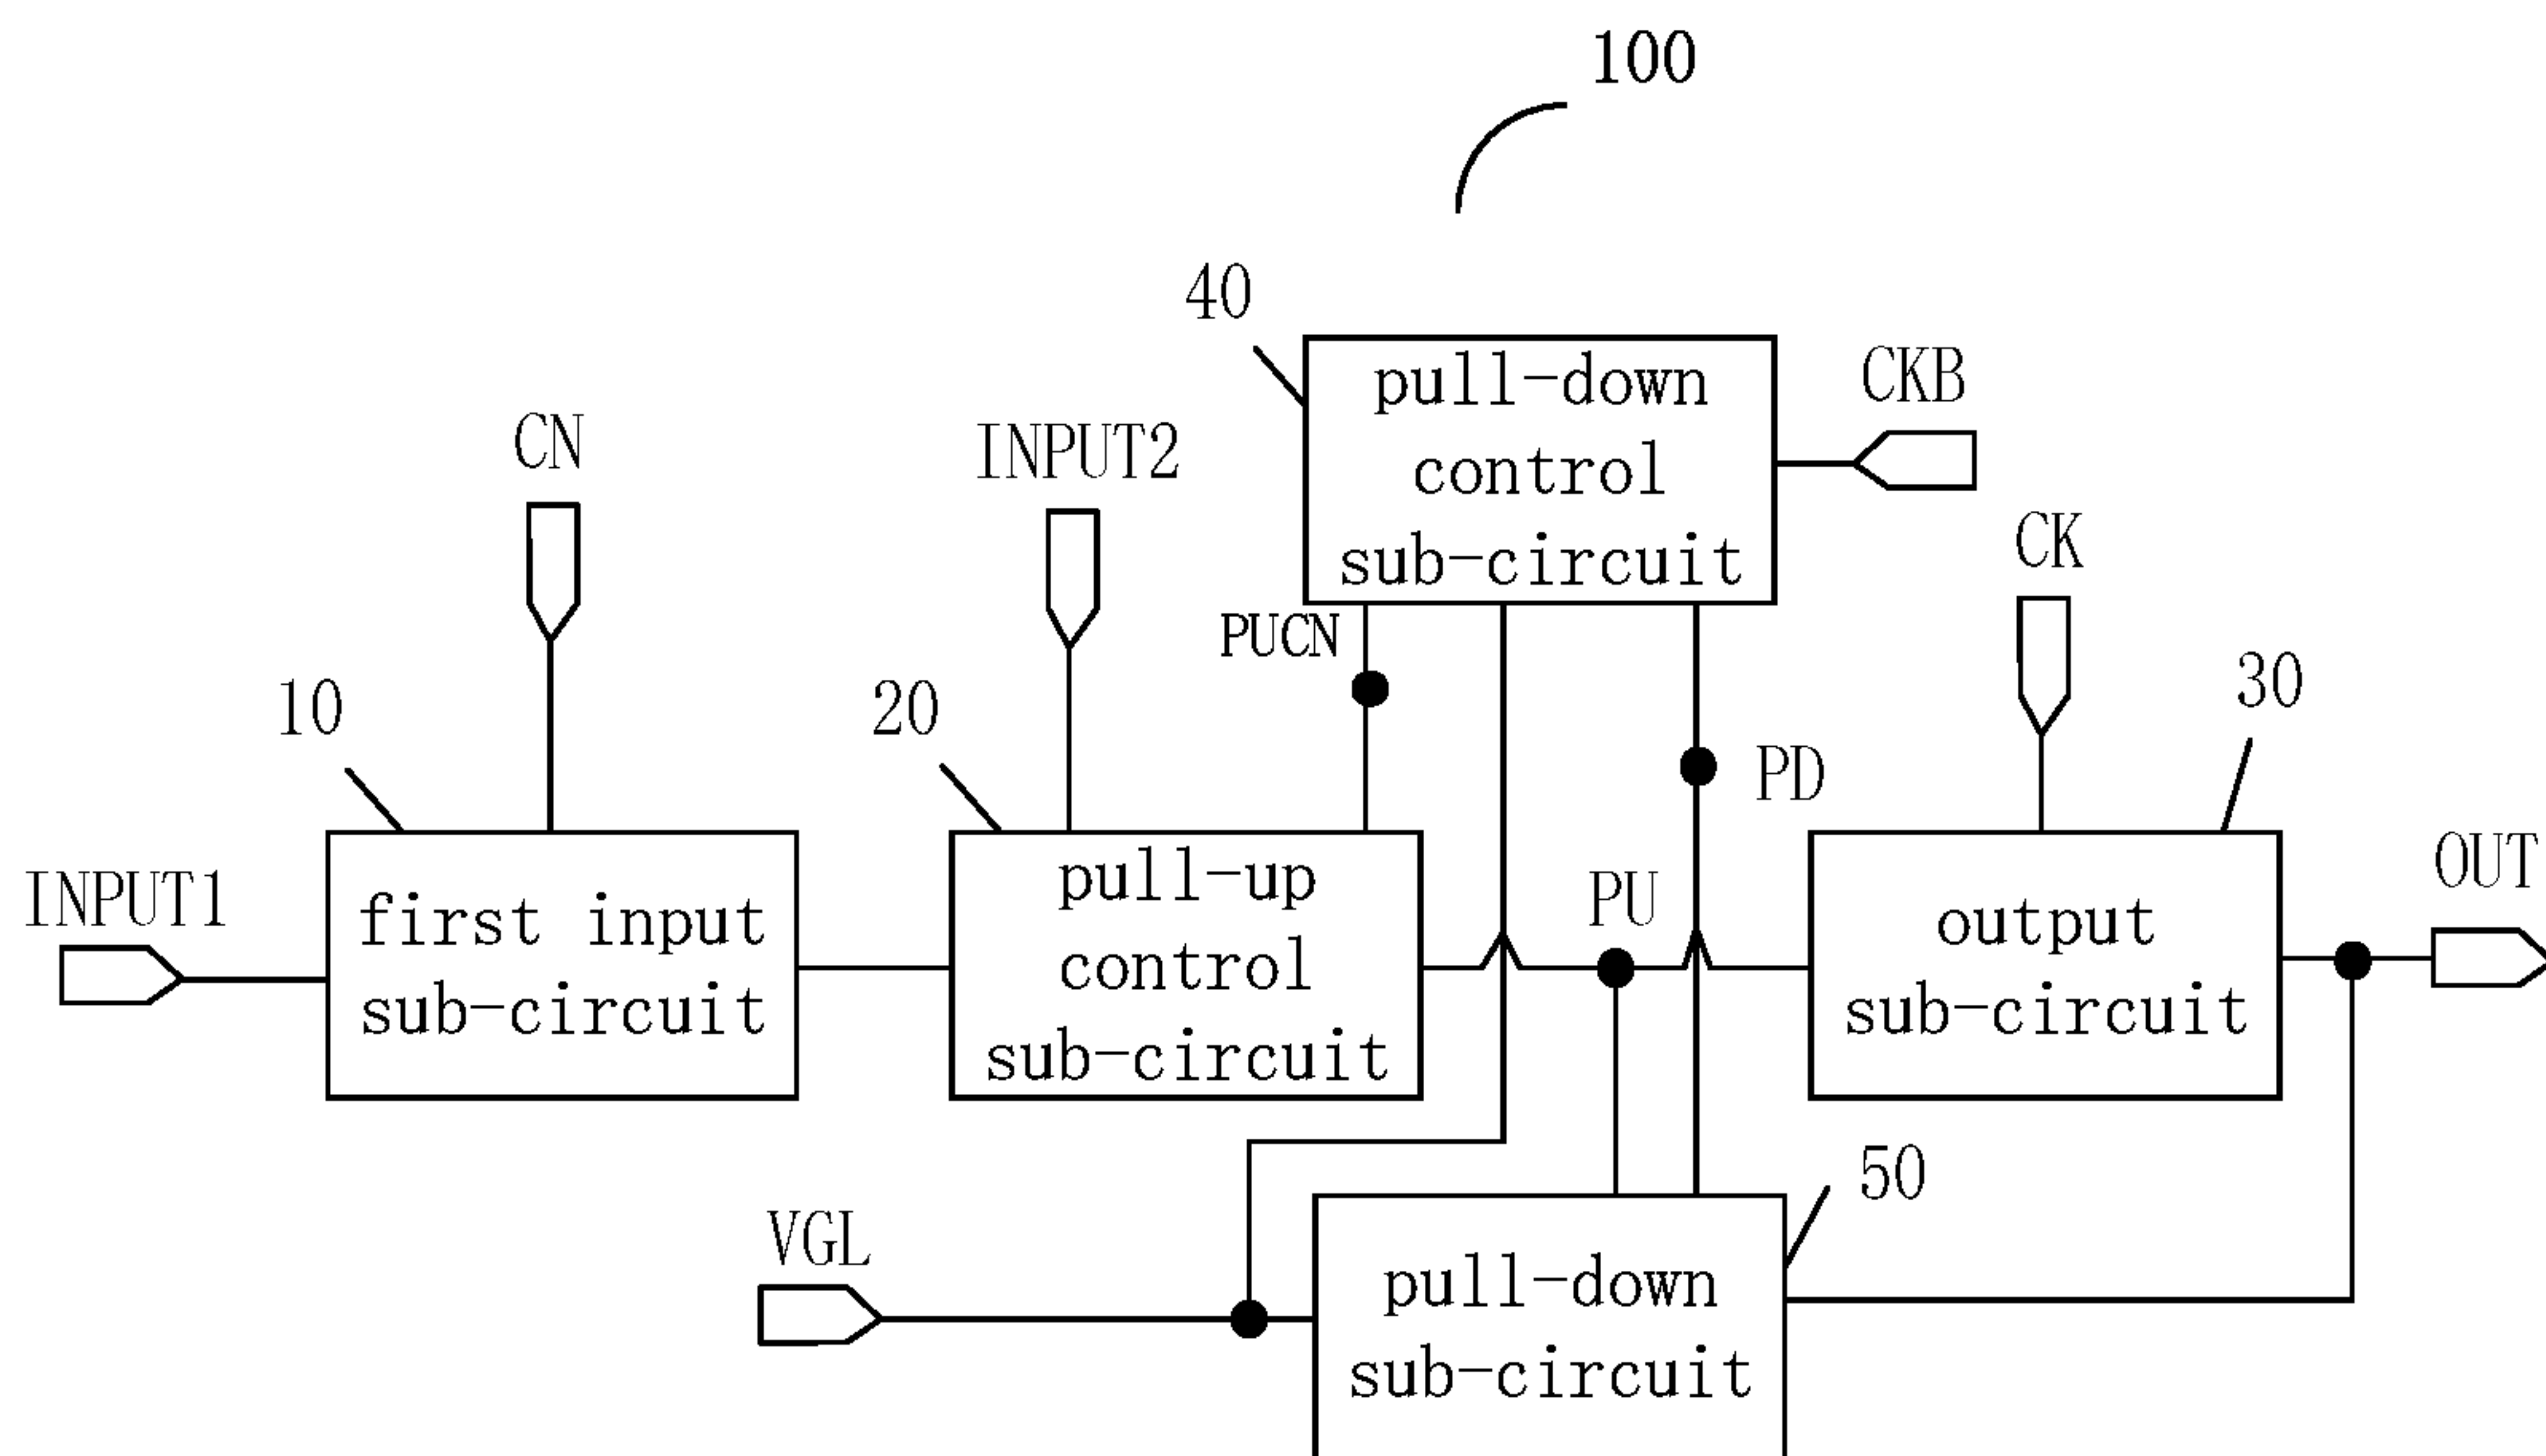 100
40
pull-down
control
sub-circuit
CKB
CN
INPUT2
CK
PUCN
10
20
30
PD
INPUT1
first input
sub-circuit
pull-up
control
sub-circuit
PU
output
sub-circuit
OUT
50
VGL
pull-down
sub-circuit